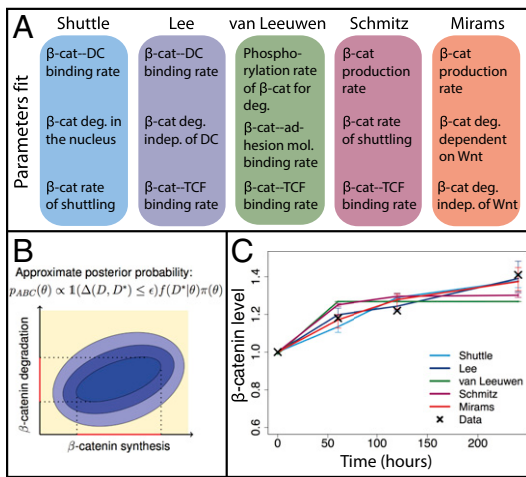 A
Shuttle
Lee
van Leeuwen
Schmitz
Mirams
Parameters fit
β-cat--DC
binding rate
β-cat deg. in
the nucleus
β-cat rate
of shuttling
β-cat--DC
binding rate
β-cat deg.
indep. of DC
β-cat--TCF
binding rate
Phospho-
rylation rate
of β-cat for
deg.
β-cat--ad-
hesion mol.
binding rate
β-cat--TCF
binding rate
β-cat
production
rate
β-cat rate
of shuttling
β-cat--TCF
binding rate
β-cat
production
rate
β-cat deg.
dependent
on Wnt
β-cat deg.
indep. of Wnt
B
Approximate posterior probability:
p_ABC(θ) ∝ 𝟙(Δ(D, D*) ≤ ϵ)f(D*|θ)π(θ)
β-catenin degradation
β-catenin synthesis
C
β-catenin level
1.4
1.2
1.0
0.8
0.6
Shuttle
Lee
van Leeuwen
Schmitz
Mirams
Data
0 50 100 150 200
Time (hours)